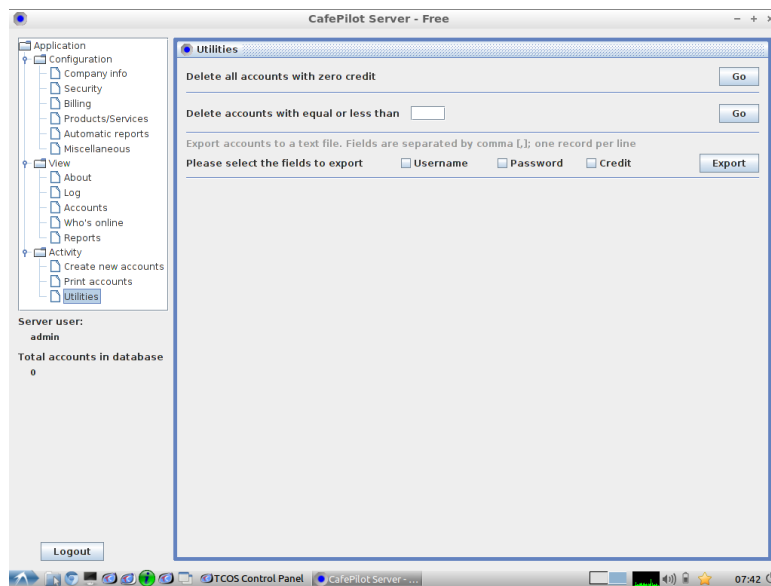 CafePilot Server - Free
Application
Configuration
Company info
Security
Billing
Products/Services
Automatic reports
Miscellaneous
View
About
Log
Accounts
Who's online
Reports
Activity
Create new accounts
Print accounts
Utilities
Server user:
admin
Total accounts in database
0
Logout
Utilities
Delete all accounts with zero credit
Go
Delete accounts with equal or less than
Go
Export accounts to a text file. Fields are separated by comma [,]; one record per line
Please select the fields to export Username Password Credit Export
TCOS Control Panel CafePilot Server - ... 07:42